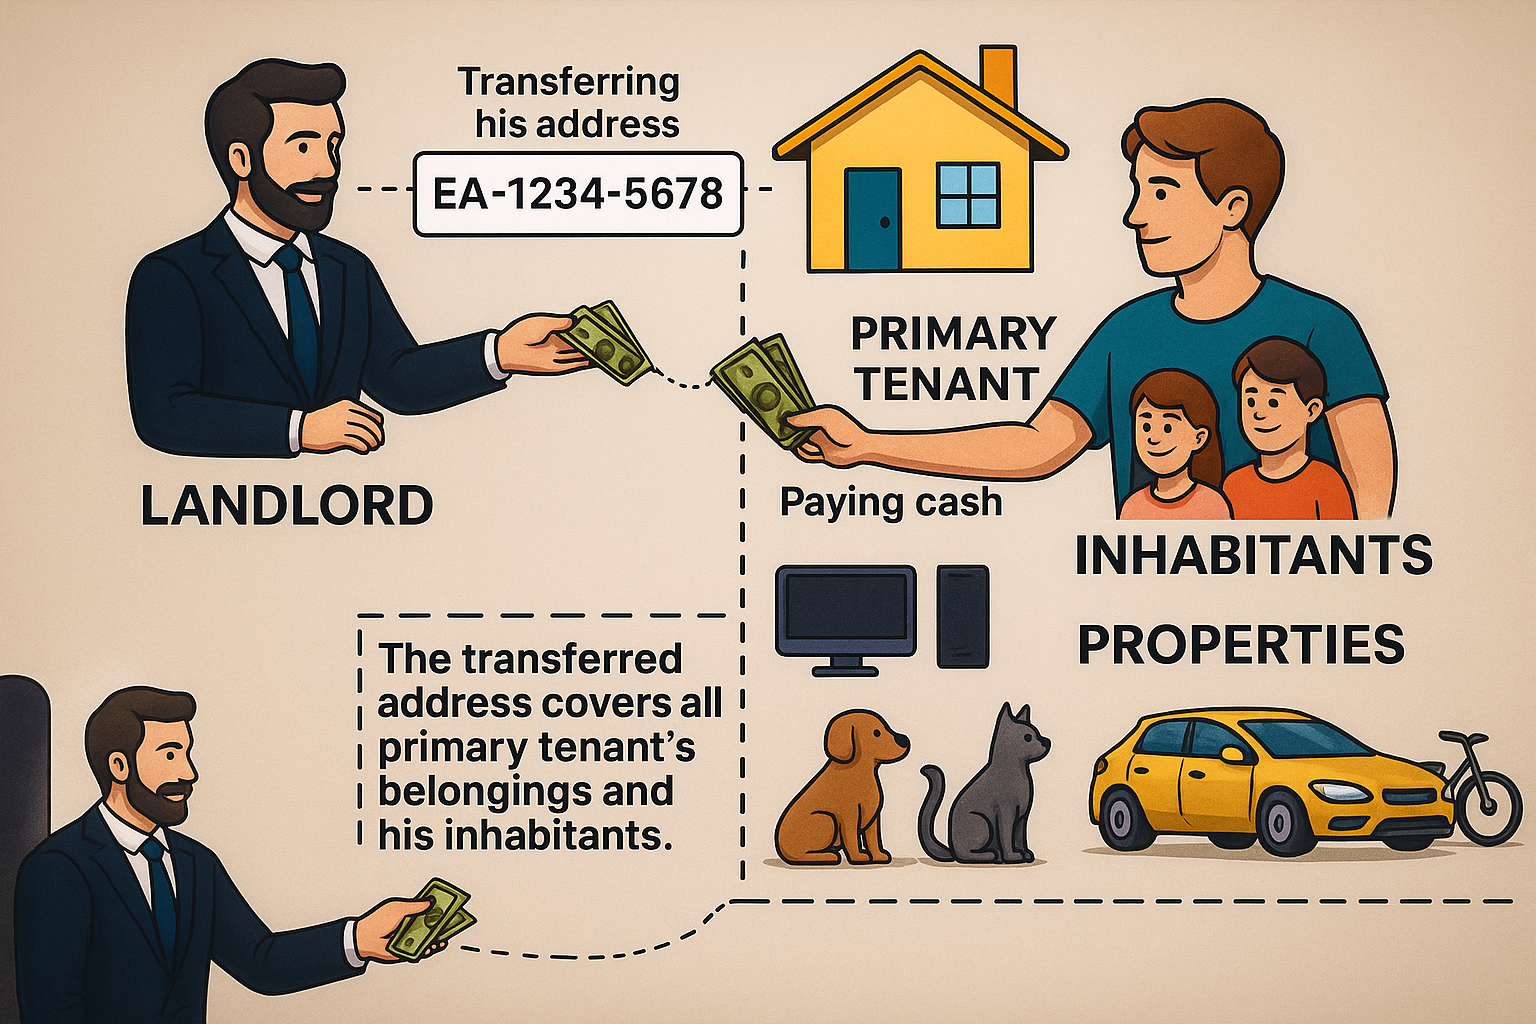 Transferring
his address
EA-1234-5678
PRIMARY
TENANT
LANDLORD
Paying cash
INHABITANTS
PROPERTIES
The transferred
address covers all
primary tenant’s
belongings and
his inhabitants.